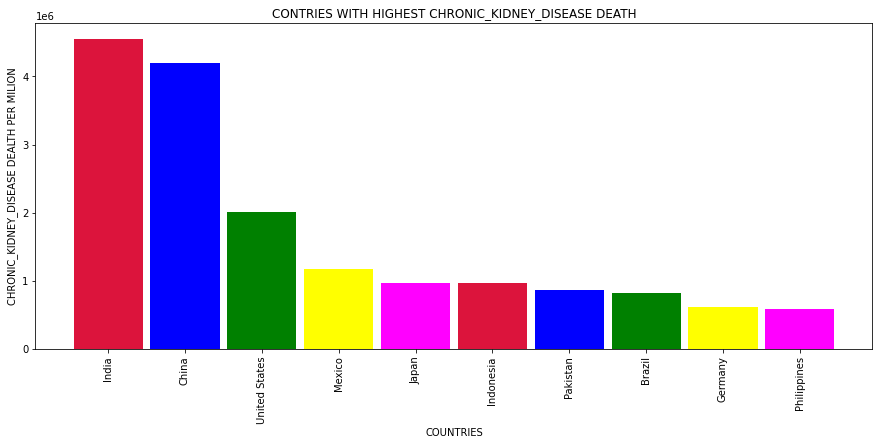 CONTRIES WITH HIGHEST CHRONIC_KIDNEY_DISEASE DEATH
1e6
4
3
2
1
0
CHRONIC_KIDNEY_DISEASE DEALTH PER MILION
India
China
United States
Mexico
Japan
Indonesia
Pakistan
Brazil
Germany
Philippines
COUNTRIES